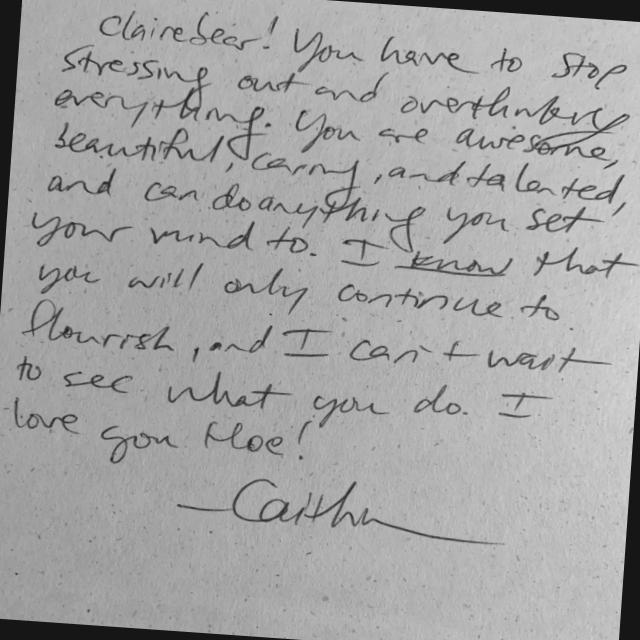 Clairebear! You have to stop
stressing out and overthinking
everything. You are awesome,
beautiful, caring, and talented,
and can do anything you set
your mind to. I know that
you will only continue to
flourish, and I can't wait
to see what you do. I
love you Hoe!
—Caitlin